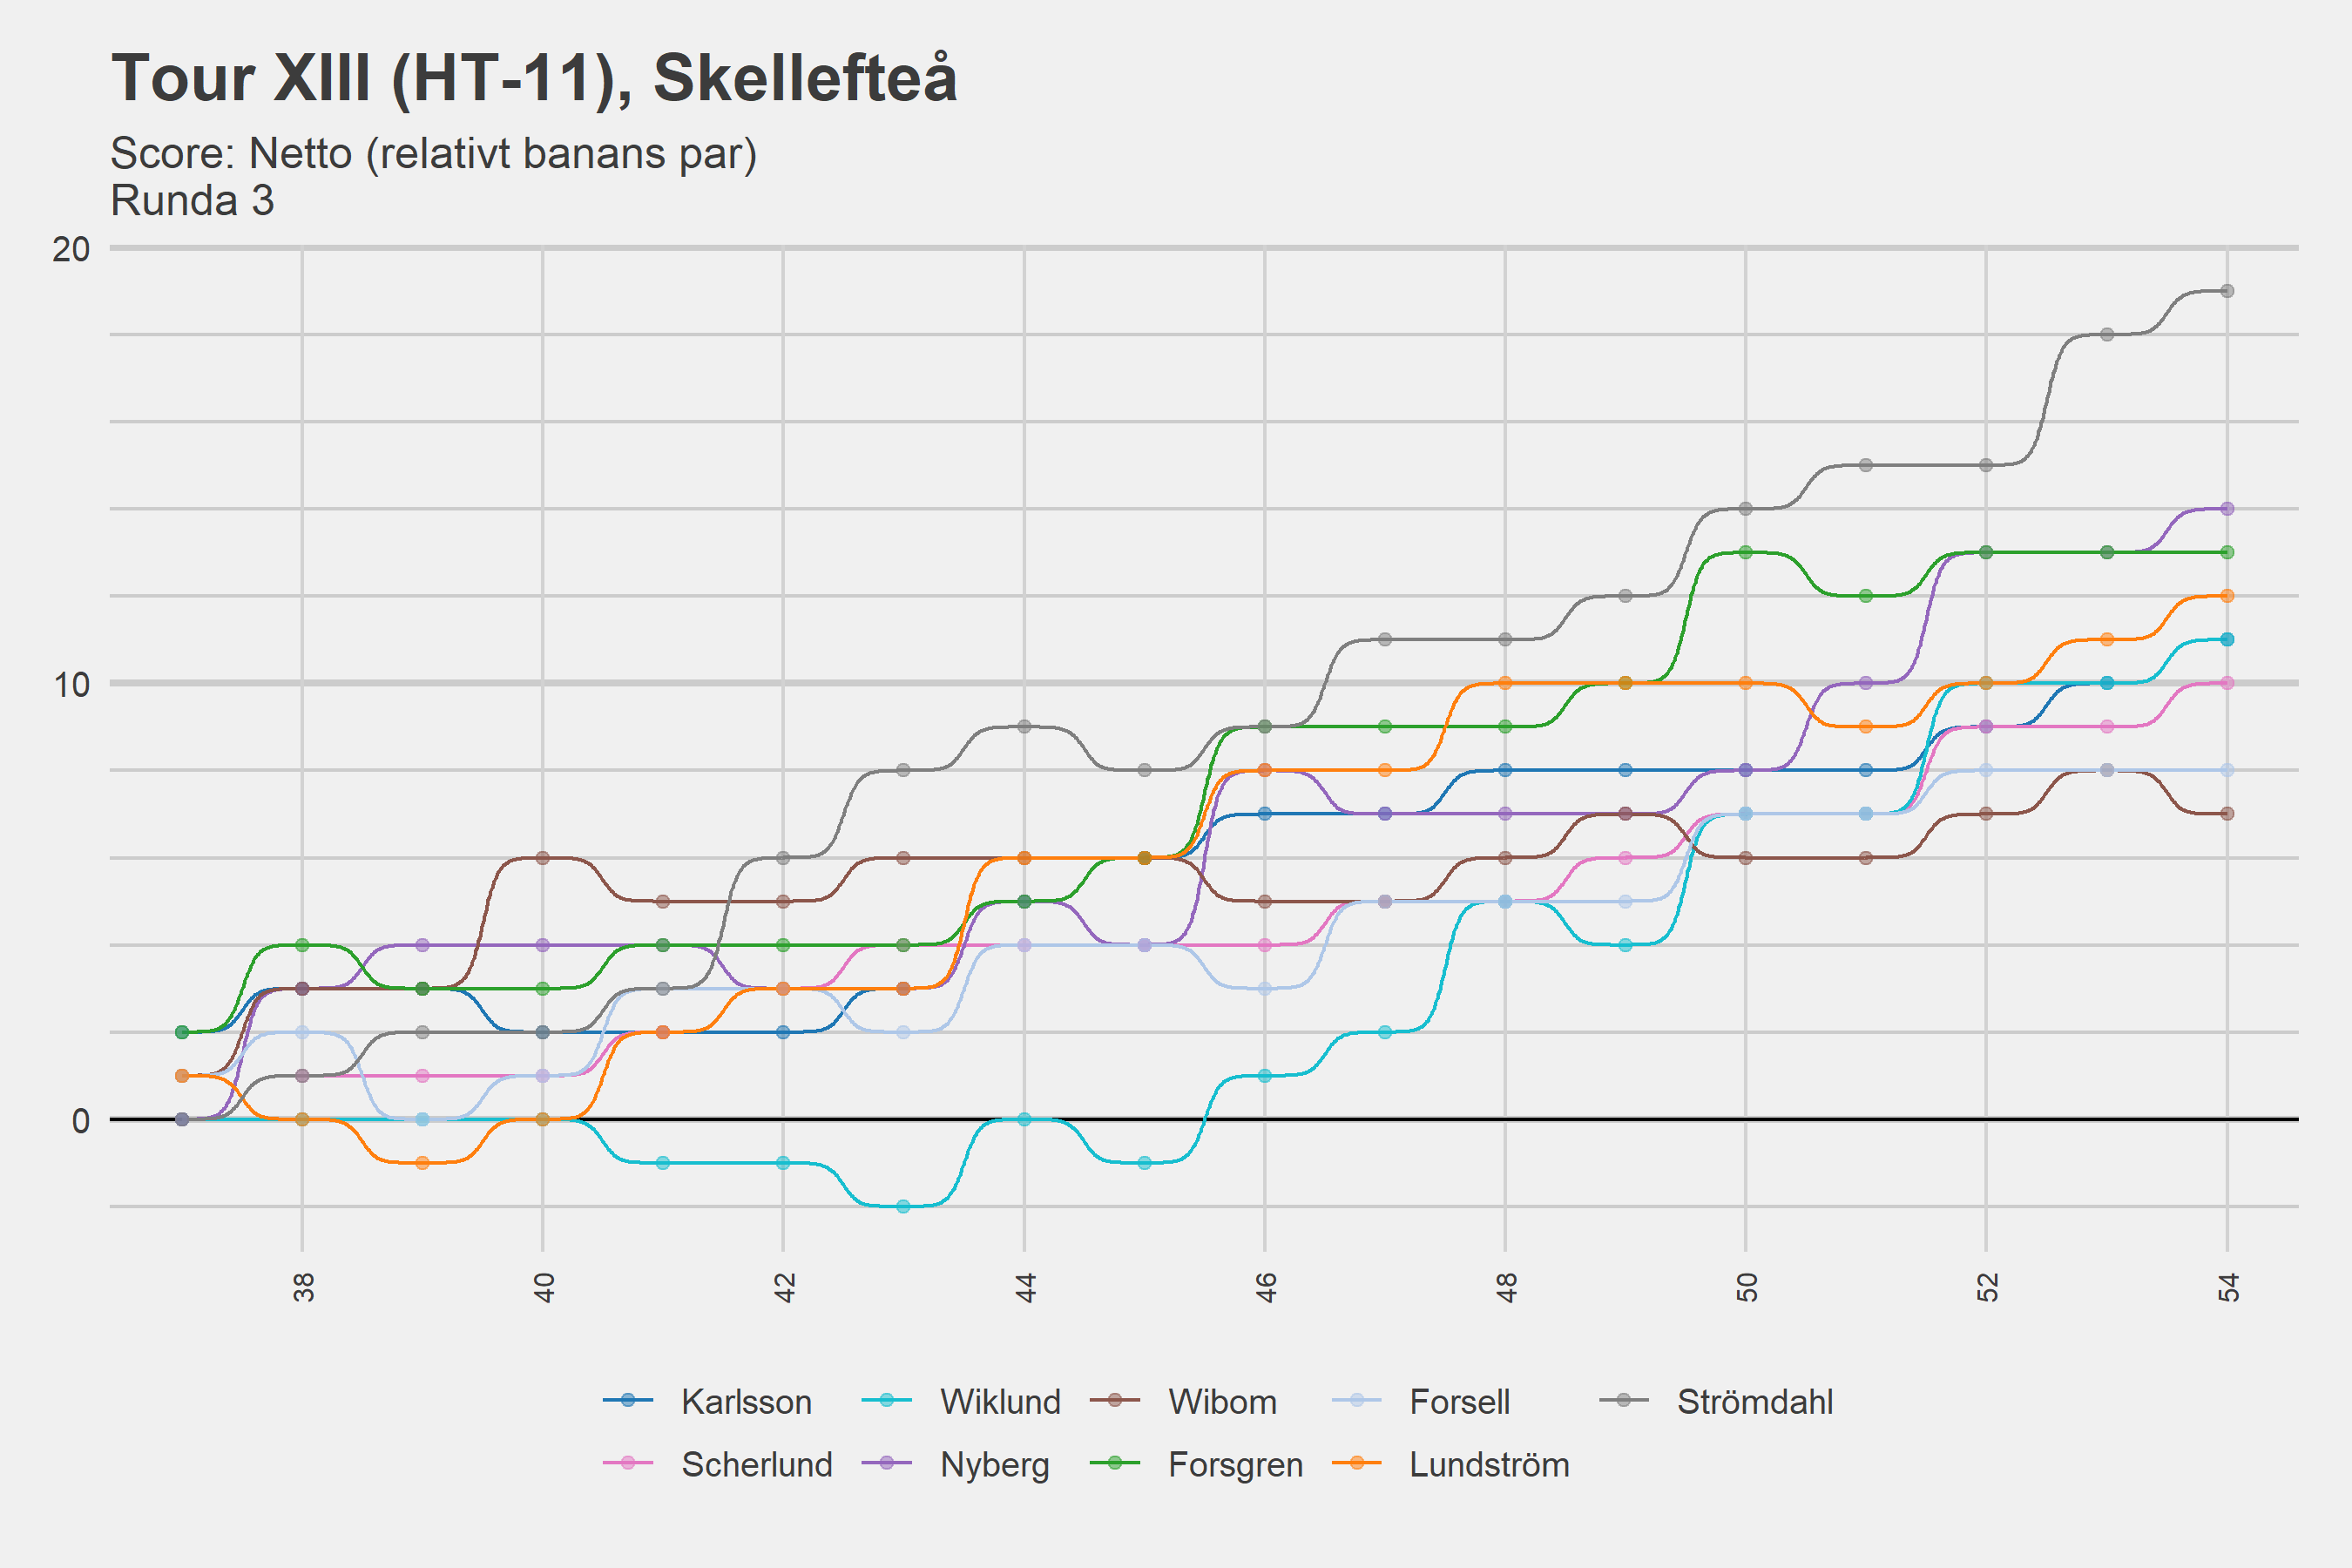 Tour XIII (HT-11), Skellefteå
Score: Netto (relativt banans par)
Runda 3
20
10
0
38 40 42 44 46 48 50 52 54
Karlsson Wiklund Wibom Forsell Strömdahl
Scherlund Nyberg Forsgren Lundström